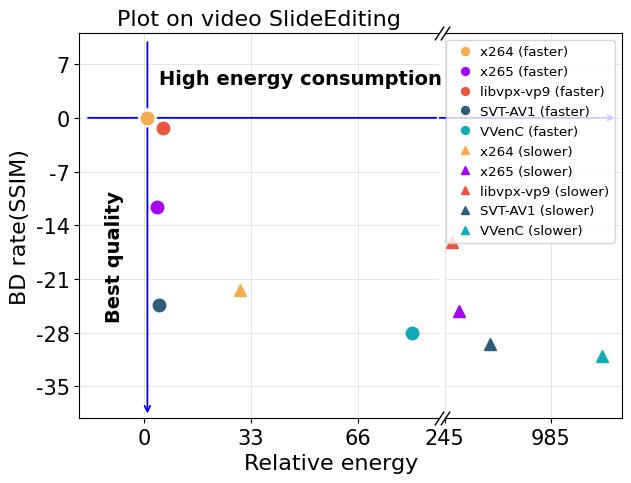 Plot on video SlideEditing
7
0
-7
-14
-21
-28
-35
BD rate(SSIM)
High energy consumption
Best quality
x264 (faster)
x265 (faster)
libvpx-vp9 (faster)
SVT-AV1 (faster)
VVenC (faster)
x264 (slower)
x265 (slower)
libvpx-vp9 (slower)
SVT-AV1 (slower)
VVenC (slower)
0 33 66 245 985
Relative energy